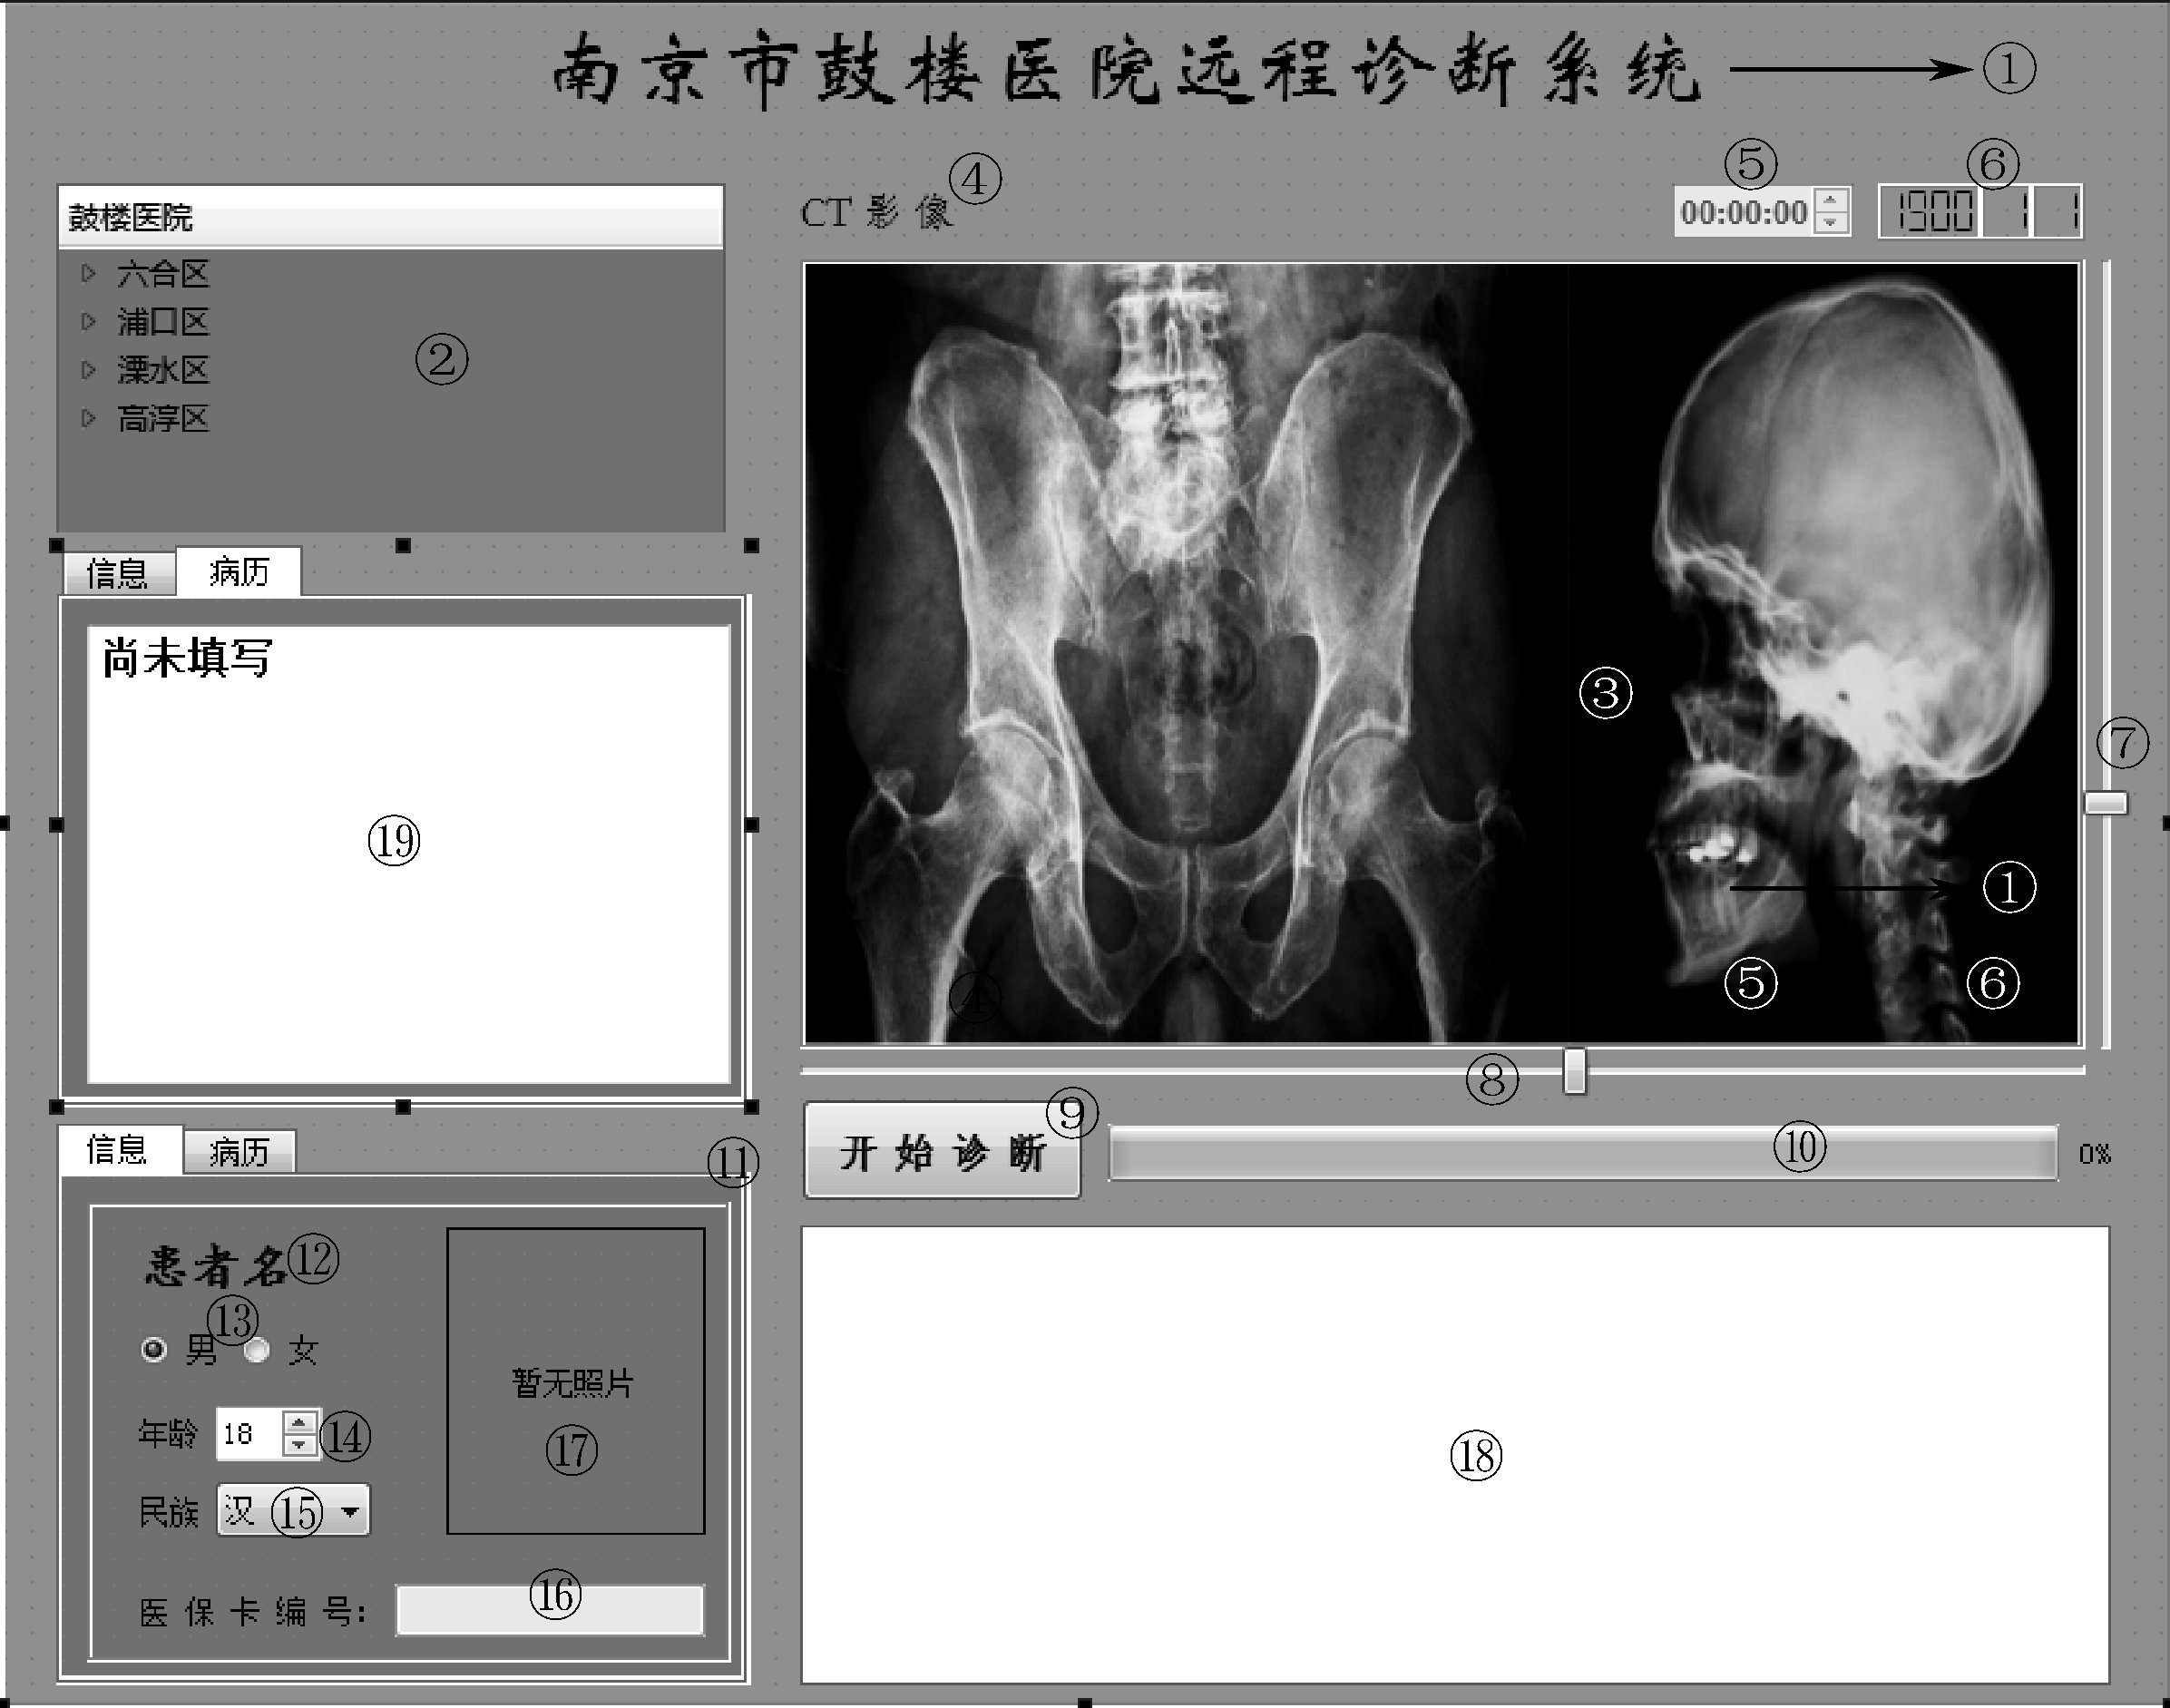 南京市鼓楼医院远程诊断系统 ①
④
CT 影 像
⑤ ⑥
00:00:00 1900 1 1
鼓楼医院
六合区
浦口区
溧水区
高淳区
②
信息 病历
尚未填写
⑲
③
⑦
①
④ ⑤ ⑥
⑧
开 始 诊 断 ⑨
⑩ 0%
信息 病历 ⑪
患者名 ⑫
⑬
男 女
年龄 18 ⑭
民族 汉 ⑮
暂无照片
⑰
医 保 卡 编 号: ⑯
⑱